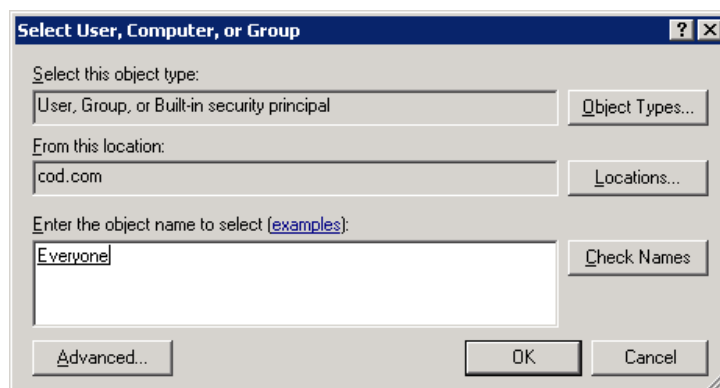 Select User, Computer, or Group
Select this object type:
User, Group, or Built-in security principal
Object Types...
From this location:
cod.com
Locations...
Enter the object name to select (examples):
Everyone
Check Names
Advanced...
OK
Cancel